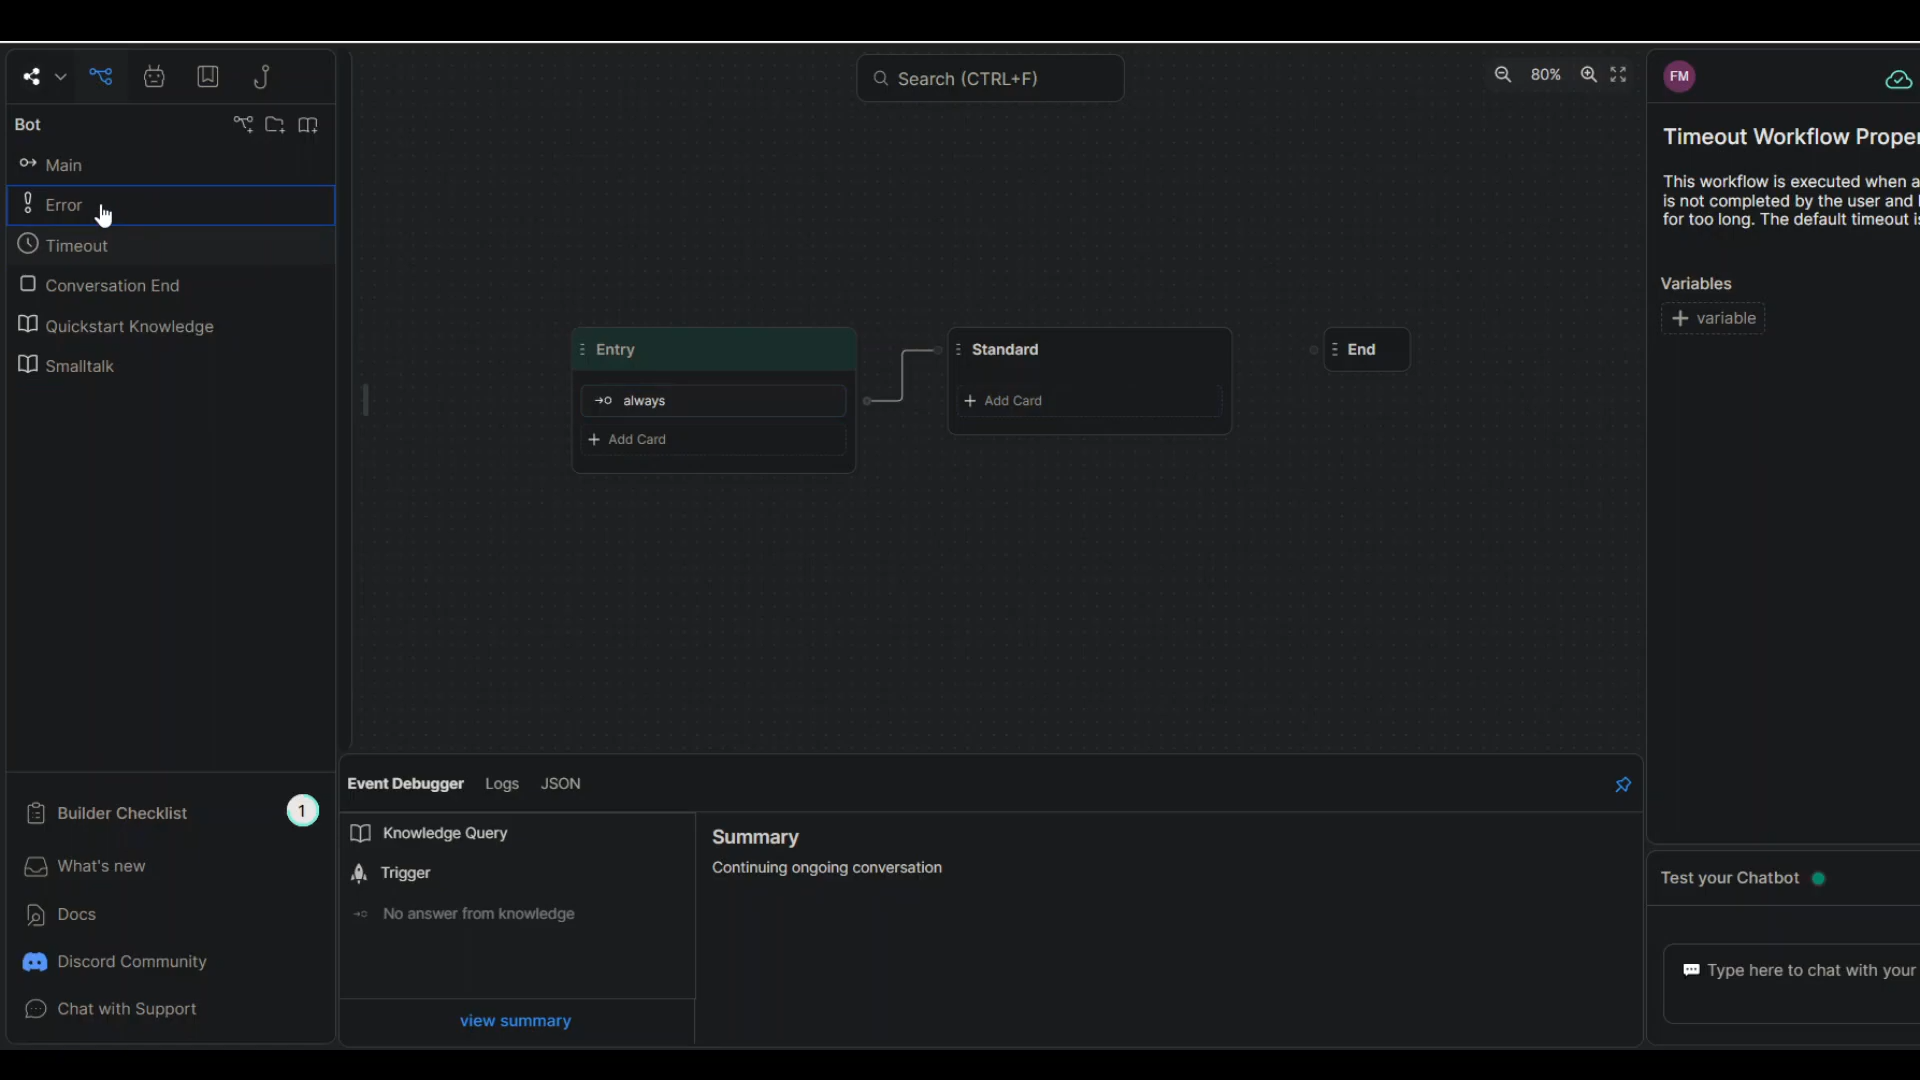 Search (CTRL+F)
80%
FM
Bot
Main
Error
Timeout
Conversation End
Quickstart Knowledge
Smalltalk
Entry
always
Add Card
Standard
Add Card
End
Timeout Workflow Proper
This workflow is executed when a
is not completed by the user and
for too long. The default timeout is
Variables
+ variable
Builder Checklist
1
What's new
Docs
Discord Community
Chat with Support
Event Debugger Logs JSON
Knowledge Query
Trigger
No answer from knowledge
view summary
Summary
Continuing ongoing conversation
Test your Chatbot
Type here to chat with your